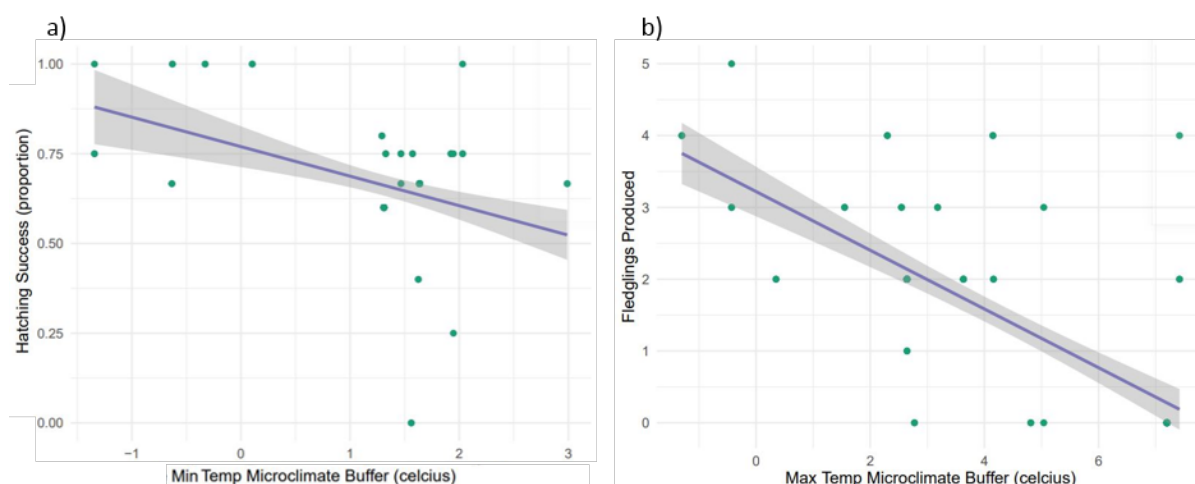 a)
1.00
0.75
0.50
0.25
0.00
Hatching Success (proportion)
−1 0 1 2 3
Min Temp Microclimate Buffer (celcius)
b)
5
4
3
2
1
0
Fledglings Produced
0 2 4 6
Max Temp Microclimate Buffer (celcius)